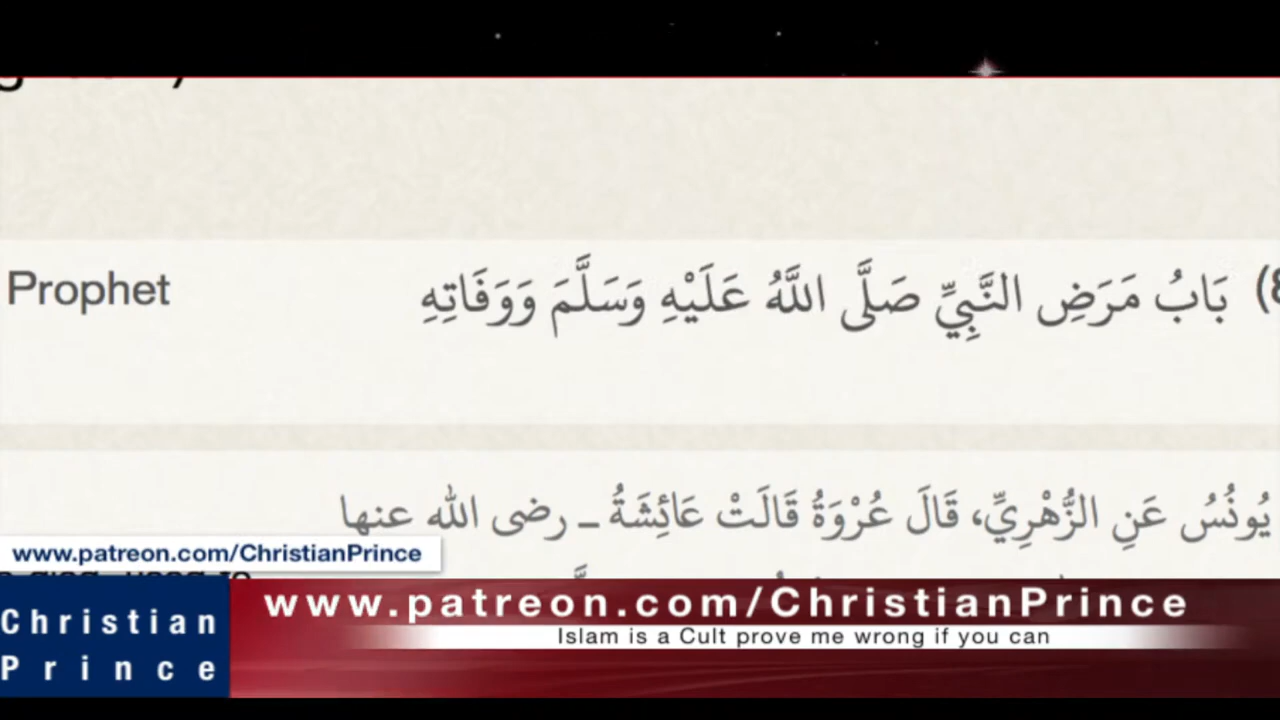 Prophet
بَابُ مَرَضِ النَّبِيِّ صَلَّى اللَّهُ عَلَيْهِ وَسَلَّمَ وَوَفَاتِهِ
يُونُسُ عَنِ الزُّهْرِيِّ، قَالَ عُرْوَةُ قَالَتْ عَائِشَةُ ـ رضى الله عنها
www.patreon.com/ChristianPrince
www.patreon.com/ChristianPrince
Islam is a Cult prove me wrong if you can
Christian
Prince